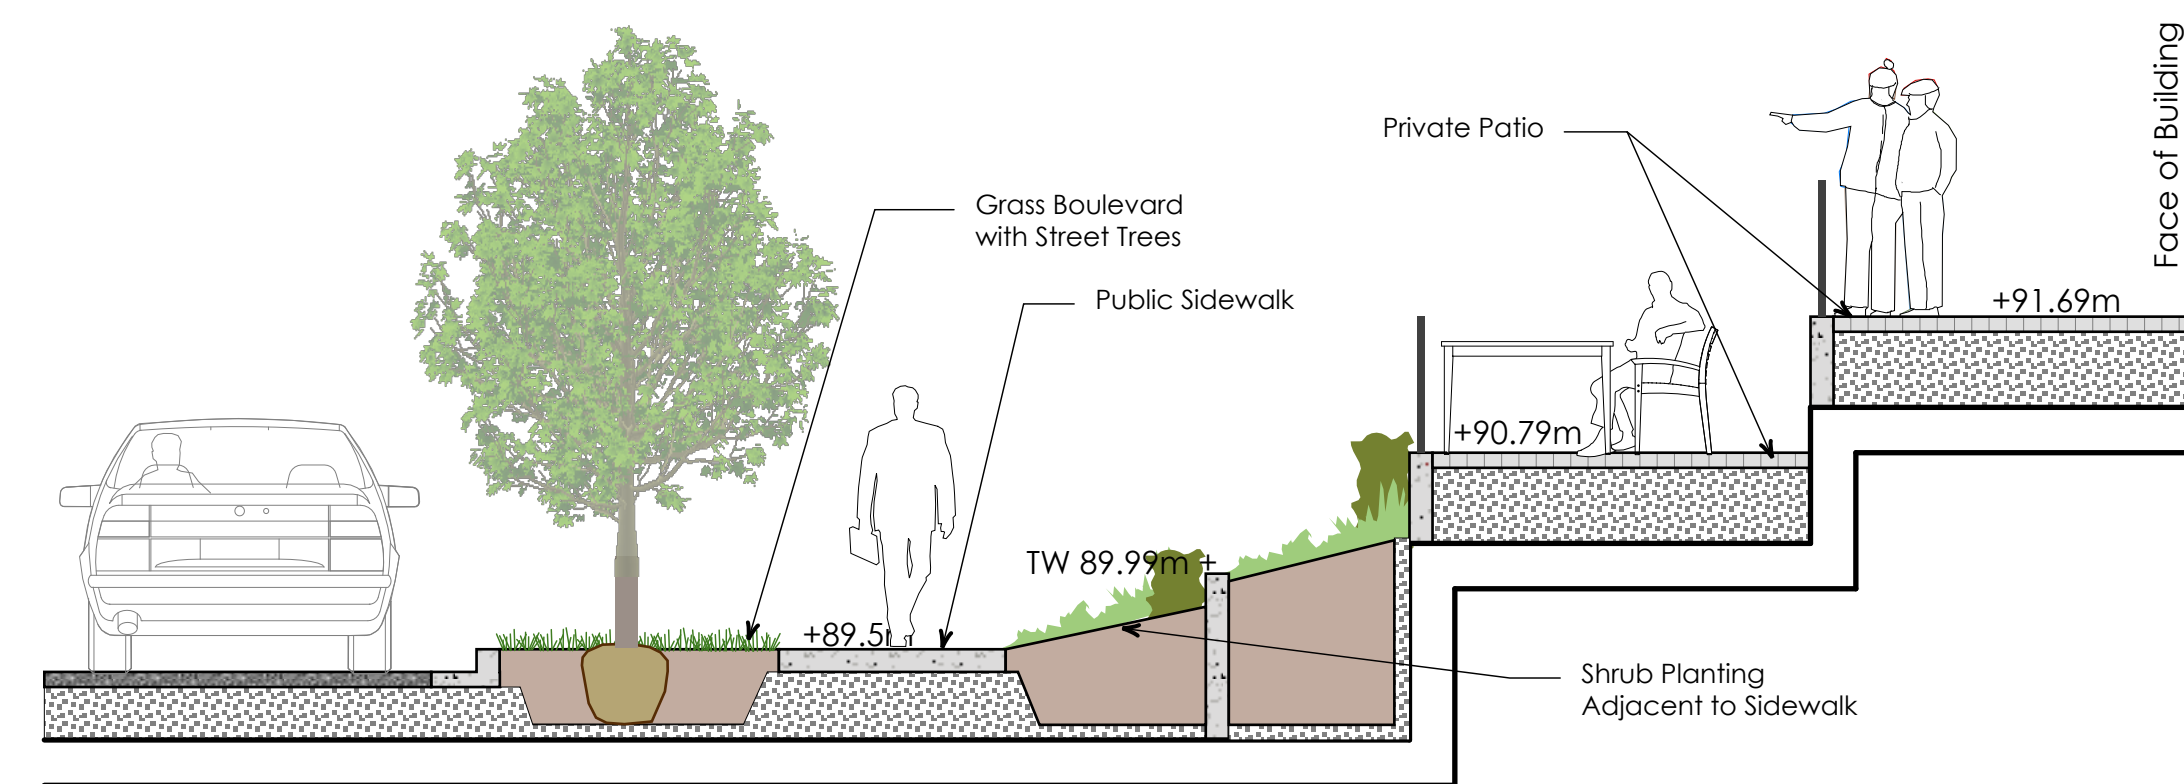 Face of Building
Private Patio
Grass Boulevard
with Street Trees
Public Sidewalk
+91.69m
+90.79m
TW 89.99m +
+89.5m
Shrub Planting
Adjacent to Sidewalk